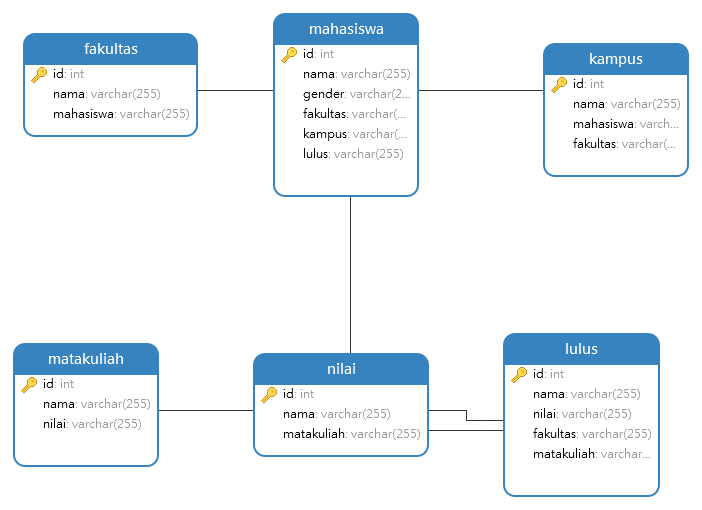 fakultas
id: int
nama: varchar(255)
mahasiswa: varchar(255)
mahasiswa
id: int
nama: varchar(255)
gender: varchar(2...
fakultas: varchar(...
kampus: varchar(...
lulus: varchar(255)
kampus
id: int
nama: varchar(255)
mahasiswa: varch...
fakultas: varchar(...
matakuliah
id: int
nama: varchar(255)
nilai: varchar(255)
nilai
id: int
nama: varchar(255)
matakuliah: varchar(255)
lulus
id: int
nama: varchar(255)
nilai: varchar(255)
fakultas: varchar(255)
matakuliah: varchar...